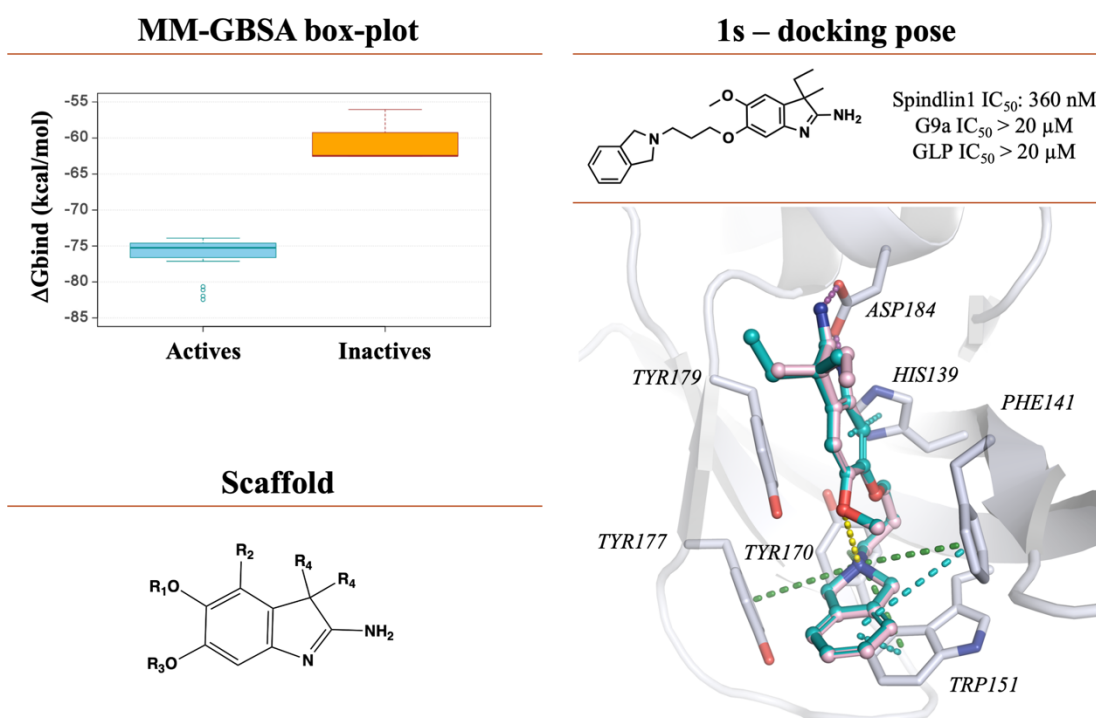 MM-GBSA box-plot
-55
-60
-65
-70
-75
-80
-85
ΔGbind (kcal/mol)
Actives
Inactives
Scaffold
R2
R4
R4
R1
O
NH2
R3O
N
1s – docking pose
O
N
O
N
NH2
Spindlin1 IC50: 360 nM
G9a IC50 > 20 µM
GLP IC50 > 20 µM
ASP184
TYR179
HIS139
PHE141
TYR177
TYR170
TRP151